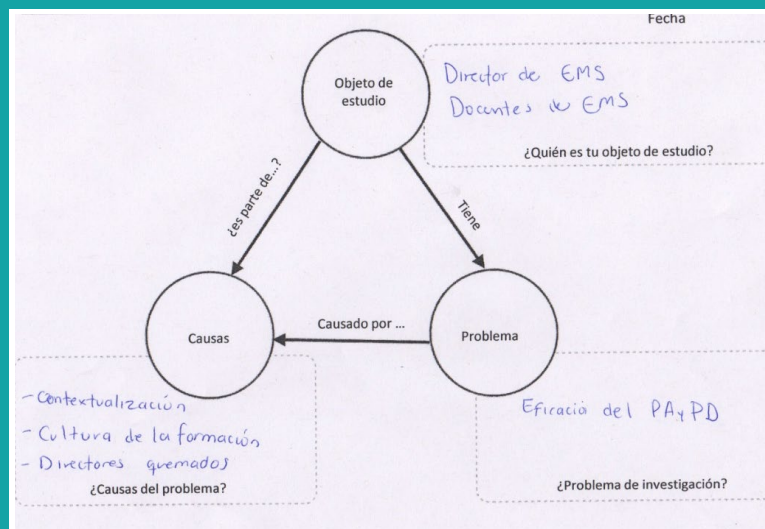 Fecha
Objeto de
estudio
Director de EMS
Docentes de EMS
¿Quién es tu objeto de estudio?
¿es parte de...?
Tiene
Causas
Causado por ...
Problema
- Contextualización
- Cultura de la formación
- Directores quemados
¿Causas del problema?
Eficacia del PA y PD
¿Problema de investigación?